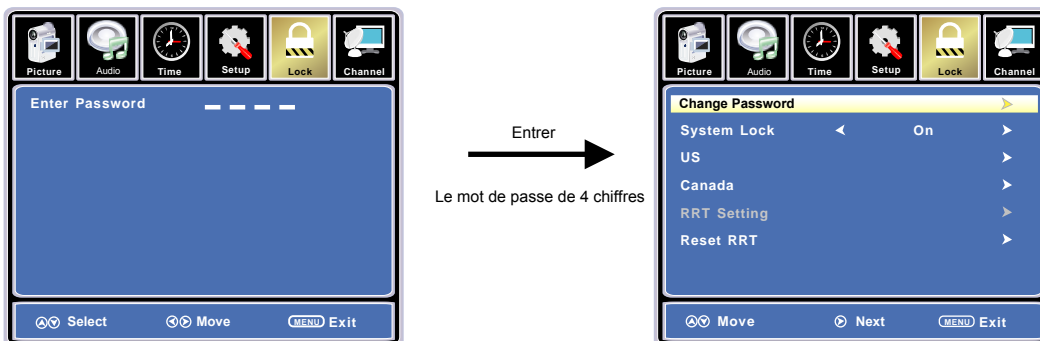 Picture Audio Time Setup Lock Channel
Enter Password _ _ _ _
Select Move MENU Exit
Entrer
Le mot de passe de 4 chiffres
Picture Audio Time Setup Lock Channel
Change Password
System Lock On
US
Canada
RRT Setting
Reset RRT
Move Next MENU Exit